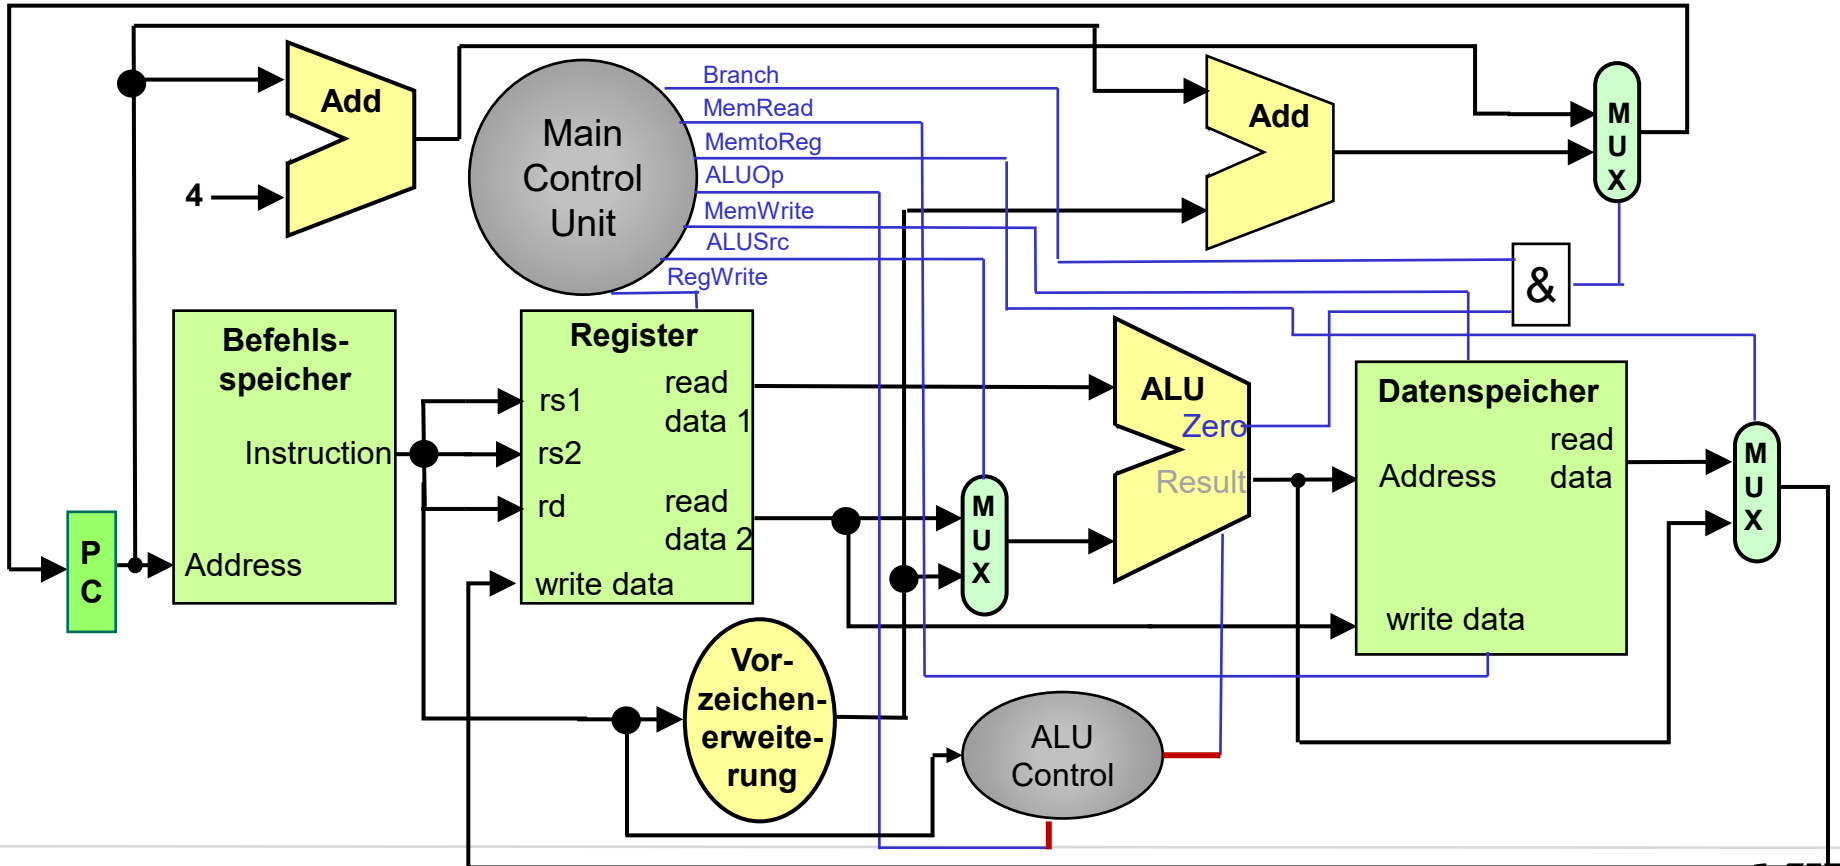 Add
4
Main
Control
Unit
Branch
MemRead
MemtoReg
ALUOp
MemWrite
ALUSrc
RegWrite
Add
M
U
X
&
Befehls-
speicher
Instruction
Address
P
C
Register
rs1
rs2
rd
write data
read
data 1
read
data 2
M
U
X
ALU
Zero
Result
Datenspeicher
Address
read
data
write data
M
U
X
Vor-
zeichen-
erweite-
rung
ALU
Control